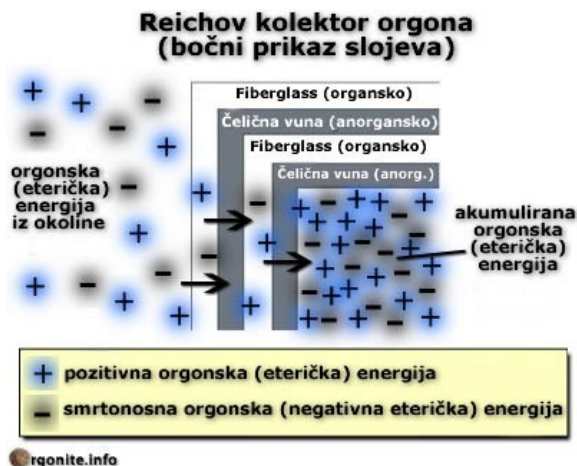 Reichov kolektor orgona
(bočni prikaz slojeva)
Fiberglass (organsko)
Čelična vuna (anorgansko)
Fiberglass (organsko)
Čelična vuna (anorg.)
orgonska
(eterička)
energija
iz okoline
akumulirana
orgonska
(eterička)
energija
+ pozitivna orgonska (eterička) energija
- smrtonosna orgonska (negativna eterička) energija
orgonite.info